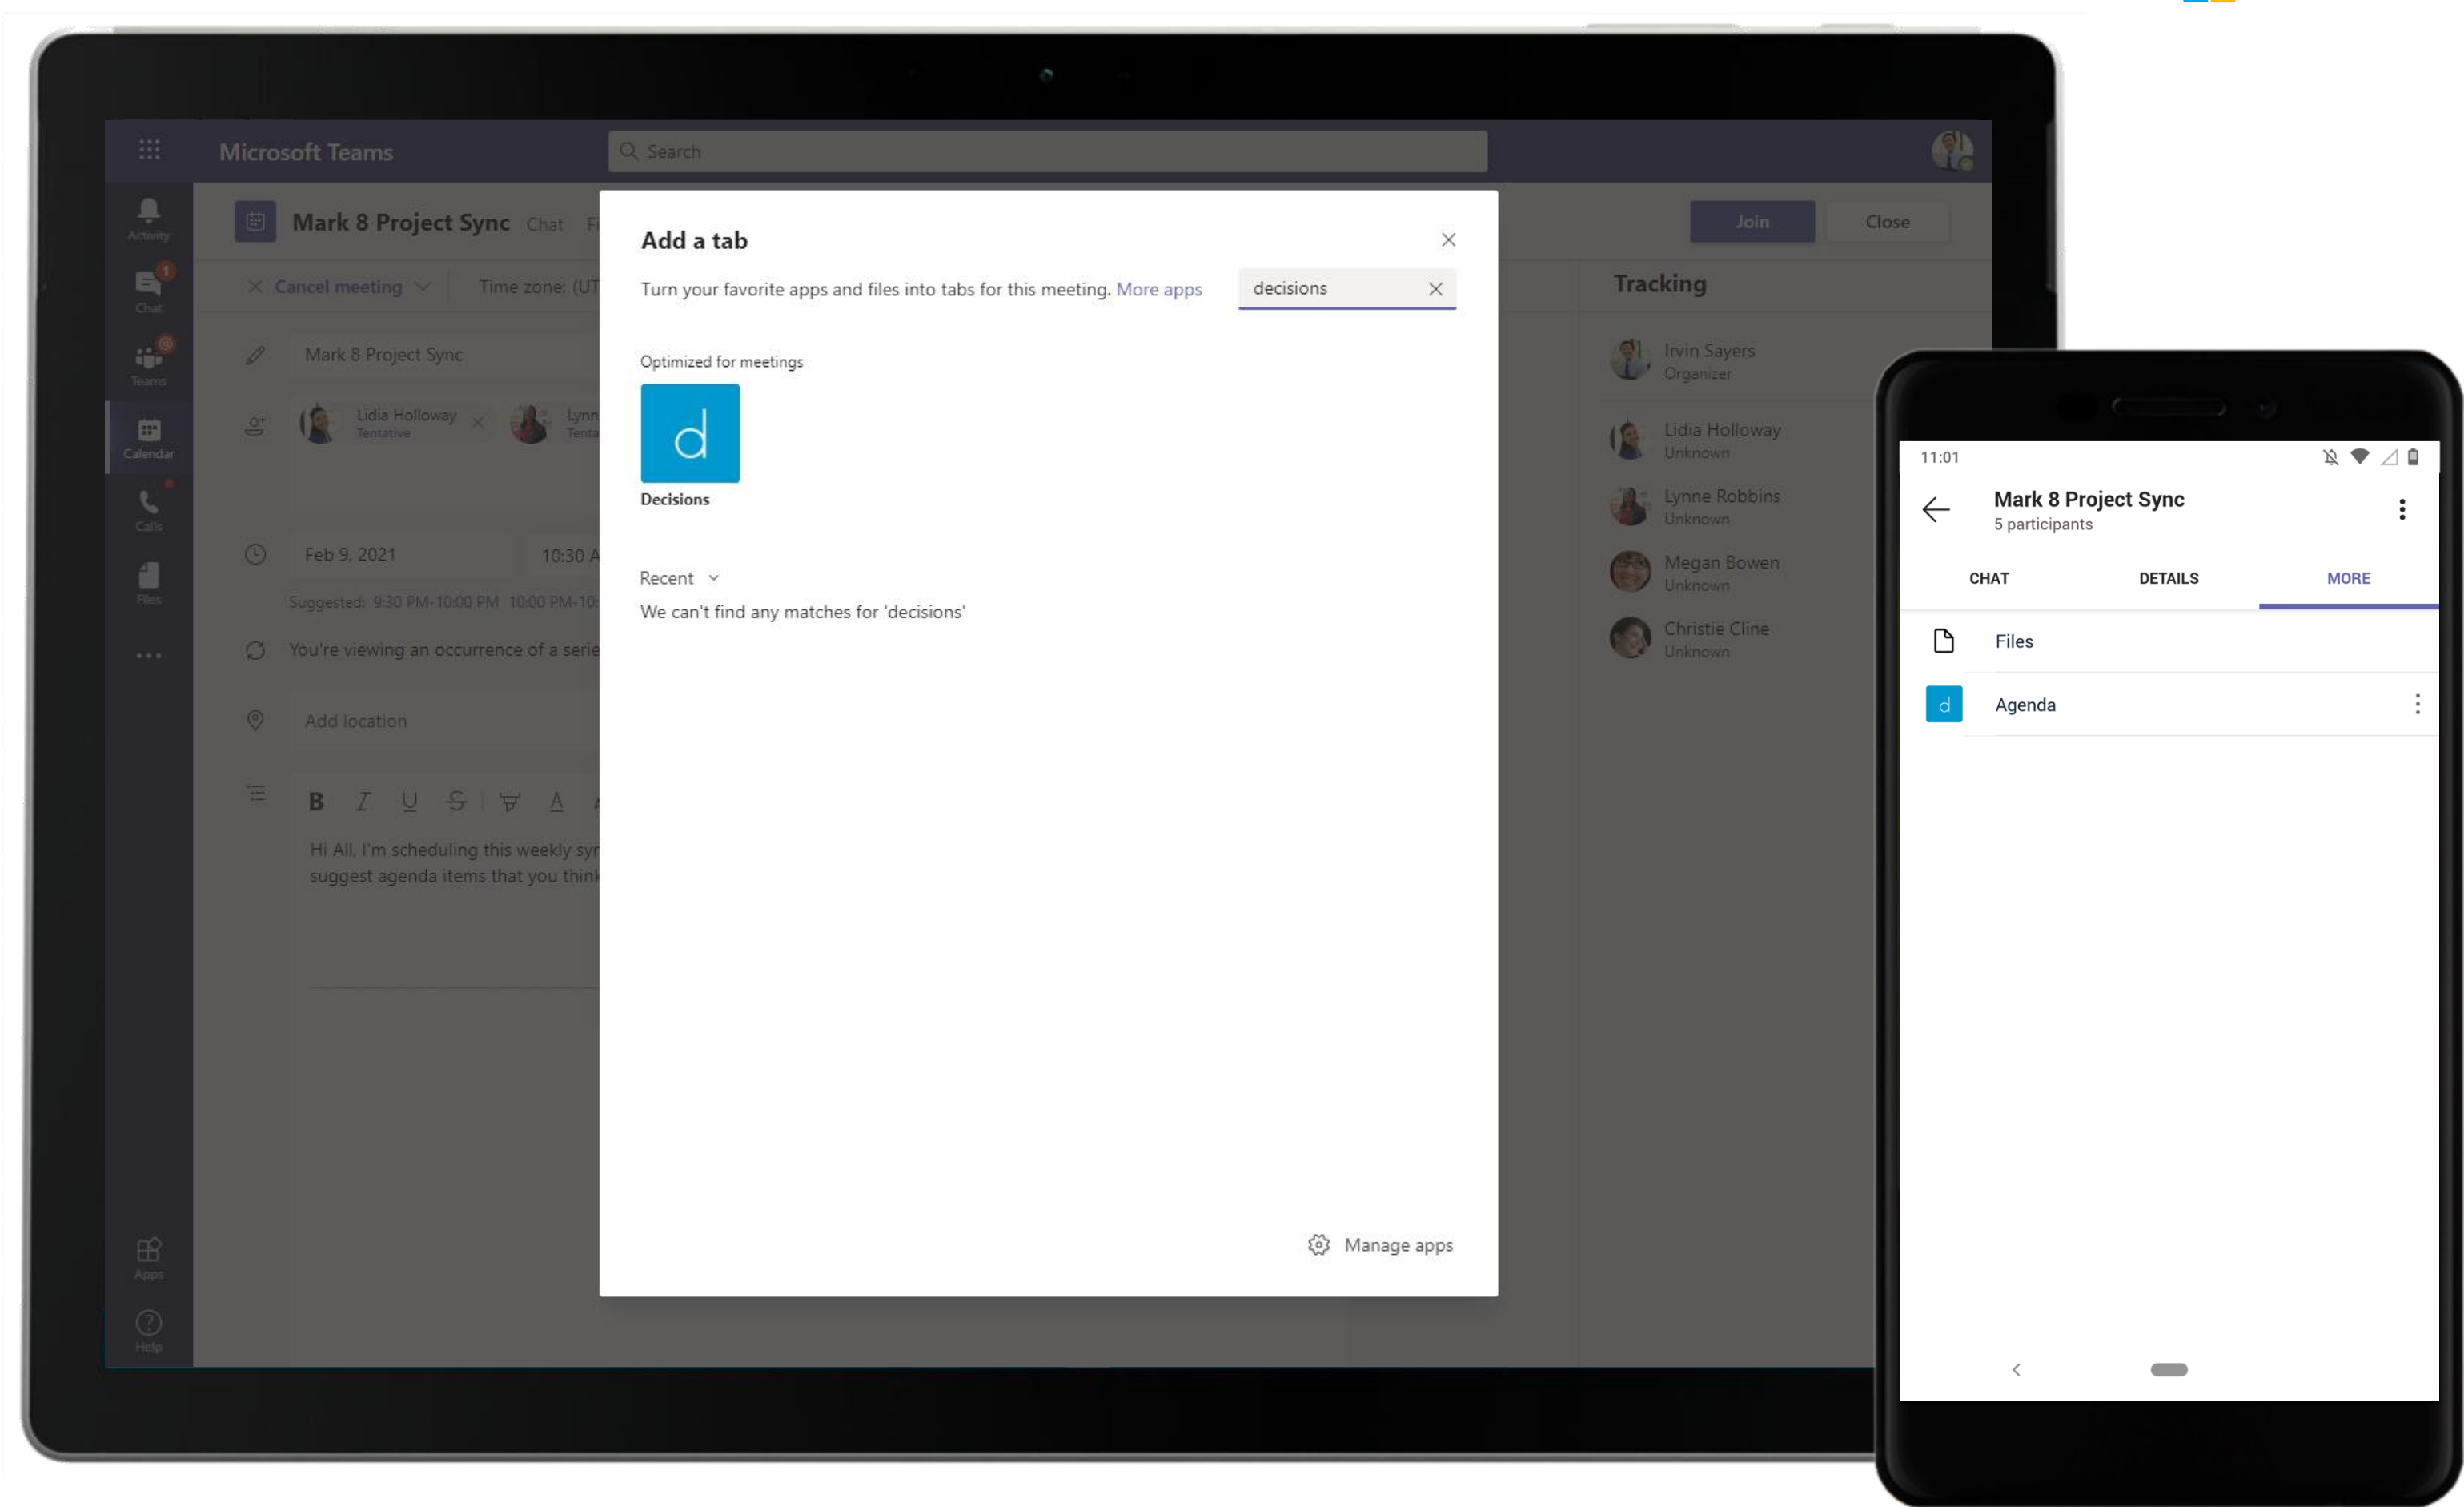 Microsoft Teams
Search
Activity
1
Chat
Teams
Calendar
Calls
Files
Apps
Help
Mark 8 Project Sync Chat
Join Close
Cancel meeting
Time zone:
Mark 8 Project Sync
Lidia Holloway
Tentative
Feb 9, 2021
10:30
Suggested: 9:30 PM-10:00 PM 10:00 PM-10:
You're viewing an occurrence of a
Add location
B I U S A
Hi All, I'm scheduling this weekly
suggest agenda items that you
Add a tab
Turn your favorite apps and files into tabs for this meeting. More apps
decisions
Optimized for meetings
d
Decisions
Recent
We can't find any matches for 'decisions'
Manage apps
Tracking
Irvin Sayers
Organizer
Lidia Holloway
Unknown
Lynne Robbins
Unknown
Megan Bowen
Unknown
Christie Cline
Unknown
11:01
Mark 8 Project Sync
5 participants
CHAT DETAILS MORE
Files
d Agenda